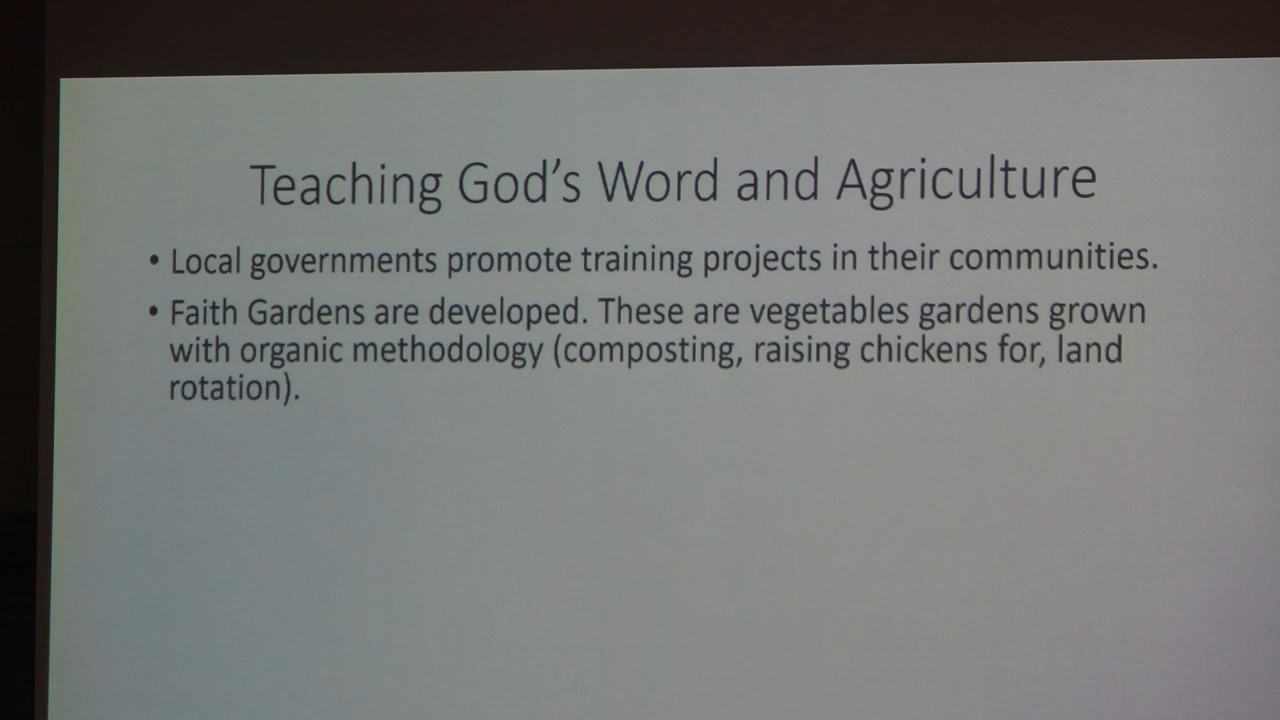 Teaching God's Word and Agriculture
• Local governments promote training projects in their communities.
• Faith Gardens are developed. These are vegetables gardens grown
with organic methodology (composting, raising chickens for, land
rotation).